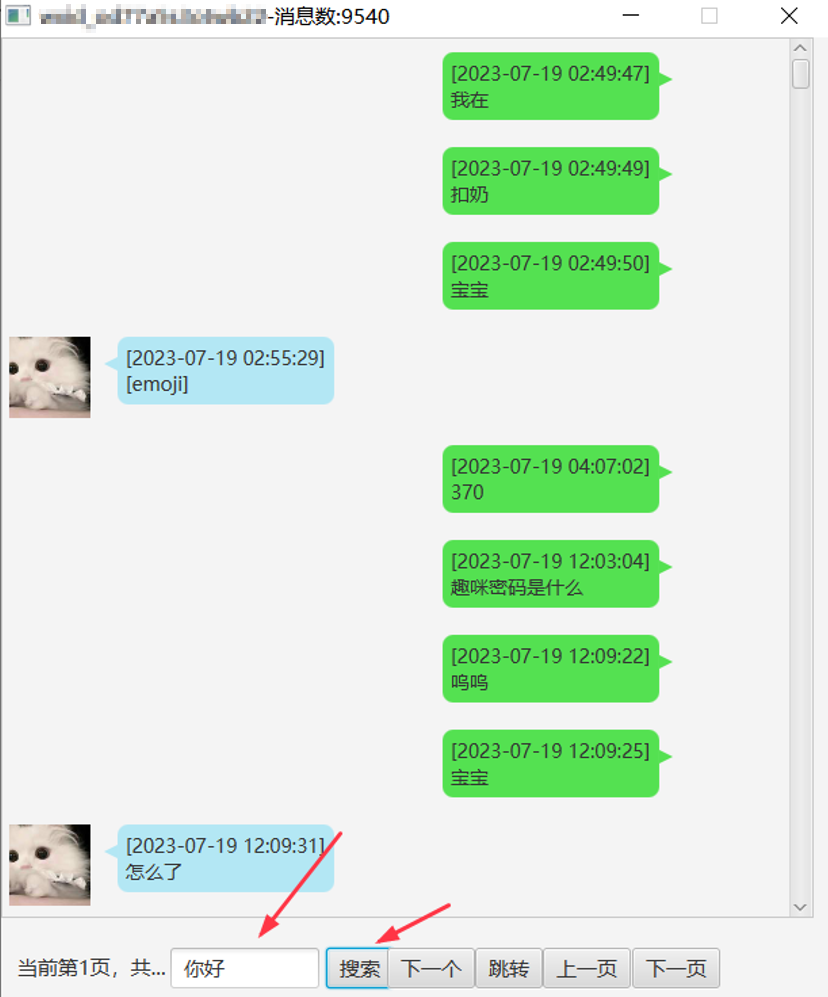 -消息数:9540
[2023-07-19 02:49:47]
我在
[2023-07-19 02:49:49]
扣奶
[2023-07-19 02:49:50]
宝宝
[2023-07-19 02:55:29]
[emoji]
[2023-07-19 04:07:02]
370
[2023-07-19 12:03:04]
趣咪密码是什么
[2023-07-19 12:09:22]
呜呜
[2023-07-19 12:09:25]
宝宝
[2023-07-19 12:09:31]
怎么了
当前第1页，共... 你好 搜索 下一个 跳转 上一页 下一页